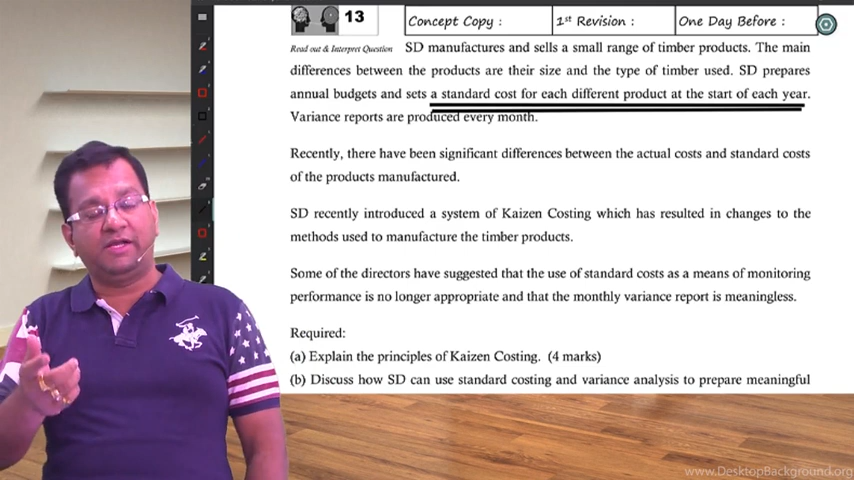 13
Concept Copy :
1st Revision :
One Day Before :
Read out & Interpret Question SD manufactures and sells a small range of timber products. The main
differences between the products are their size and the type of timber used. SD prepares
annual budgets and sets a standard cost for each different product at the start of each year.
Variance reports are produced every month.
Recently, there have been significant differences between the actual costs and standard costs
of the products manufactured.
SD recently introduced a system of Kaizen Costing which has resulted in changes to the
methods used to manufacture the timber products.
Some of the directors have suggested that the use of standard costs as a means of monitoring
performance is no longer appropriate and that the monthly variance report is meaningless.
Required:
(a) Explain the principles of Kaizen Costing. (4 marks)
(b) Discuss how SD can use standard costing and variance analysis to prepare meaningful
www.DesktopBackground.org